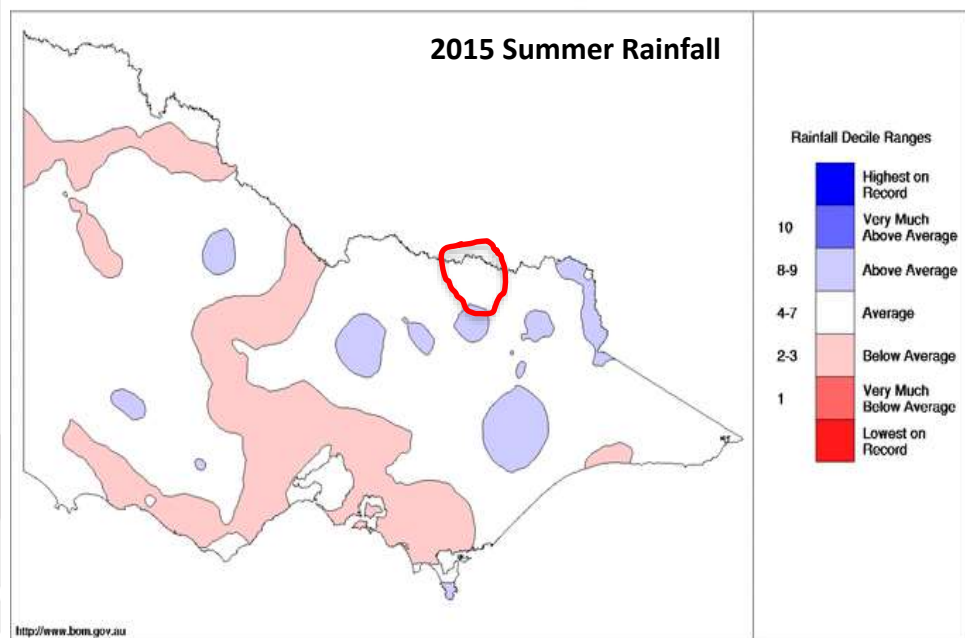 2015 Summer Rainfall
Rainfall Decile Ranges
Highest on
Record
10
Very Much
Above Average
8-9
Above Average
4-7
Average
2-3
Below Average
1
Very Much
Below Average
Lowest on
Record
http://www.bom.gov.au